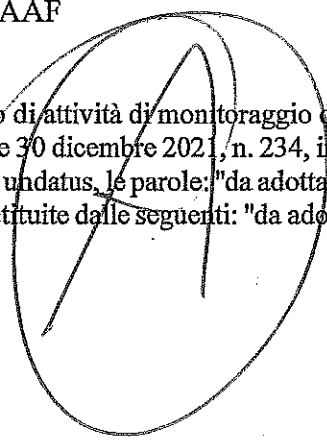 AAF
di attività di monitoraggio
e 30 dicembre 2021, n. 234, i
undatus, le parole: "da adotta
tituite dalle seguenti: "da ado
A